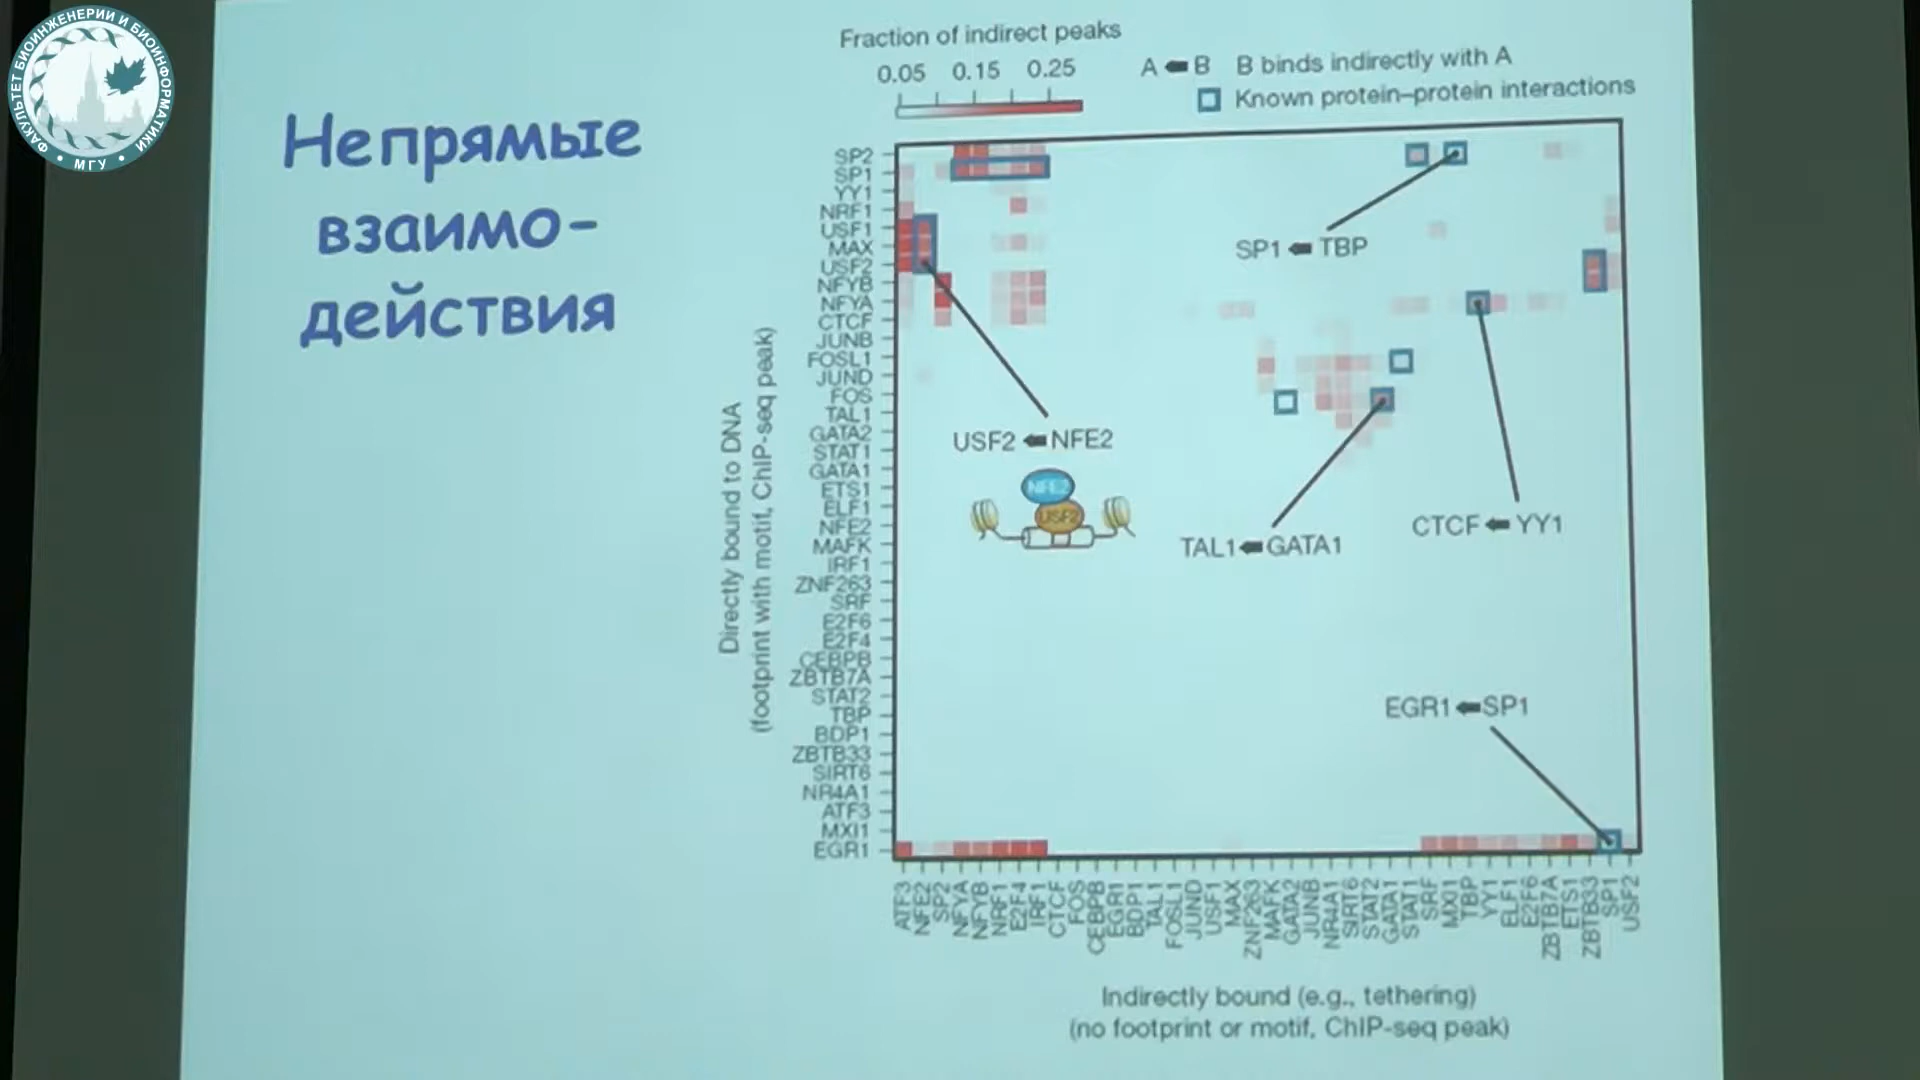 ФАКУЛЬТЕТ БИОИНЖЕНЕРИИ И БИОИНФОРМАТИКИ
• МГУ •
Непрямые
взаимо-
действия
Fraction of indirect peaks
0.05 0.15 0.25
A B B binds indirectly with A
Known protein–protein interactions
SP2
SP1
YY1
NRF1
USF1
MAX
USF2
NFYB
NFYA
CTCF
JUNB
FOSL1
JUND
FOS
TAL1
GATA2
STAT1
GATA1
ETS1
ELF1
NFE2
MAFK
IRF1
ZNF263
SRF
E2F6
E2F4
CEBPB
ZBTB7A
STAT2
TBP
BDP1
ZBTB33
SIRT6
NR4A1
ATF3
MXI1
EGR1
Directly bound to DNA
(footprint with motif, ChIP-seq peak)
SP1 TBP
USF2 NFE2
NFE2
USF2
TAL1 GATA1
CTCF YY1
EGR1 SP1
ATF3
NFE2
SP2
NFYA
NFYB
NRF1
E2F4
IRF1
CTCF
FOS
CEBPB
EGR1
BDP1
TAL1
FOSL1
JUND
USF1
MAX
ZNF263
MAFK
GATA2
JUNB
NR4A1
SIRT6
STAT2
GATA1
STAT1
SRF
MXI1
TBP
YY1
ELF1
E2F6
ZBTB7A
ETS1
ZBTB33
SP1
USF2
Indirectly bound (e.g., tethering)
(no footprint or motif, ChIP-seq peak)